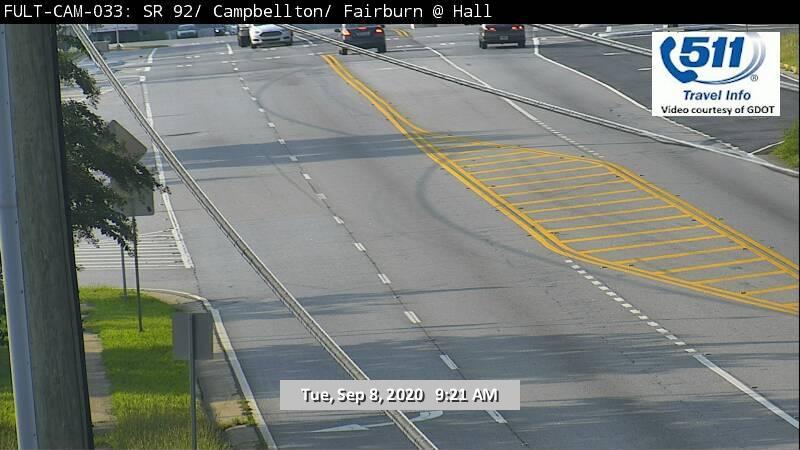 FULT-CAM-033: SR 92/ Campbellton/ Fairburn @ Hall
511
®
Travel Info
Video courtesy of GDOT
Tue, Sep 8, 2020 9:21 AM